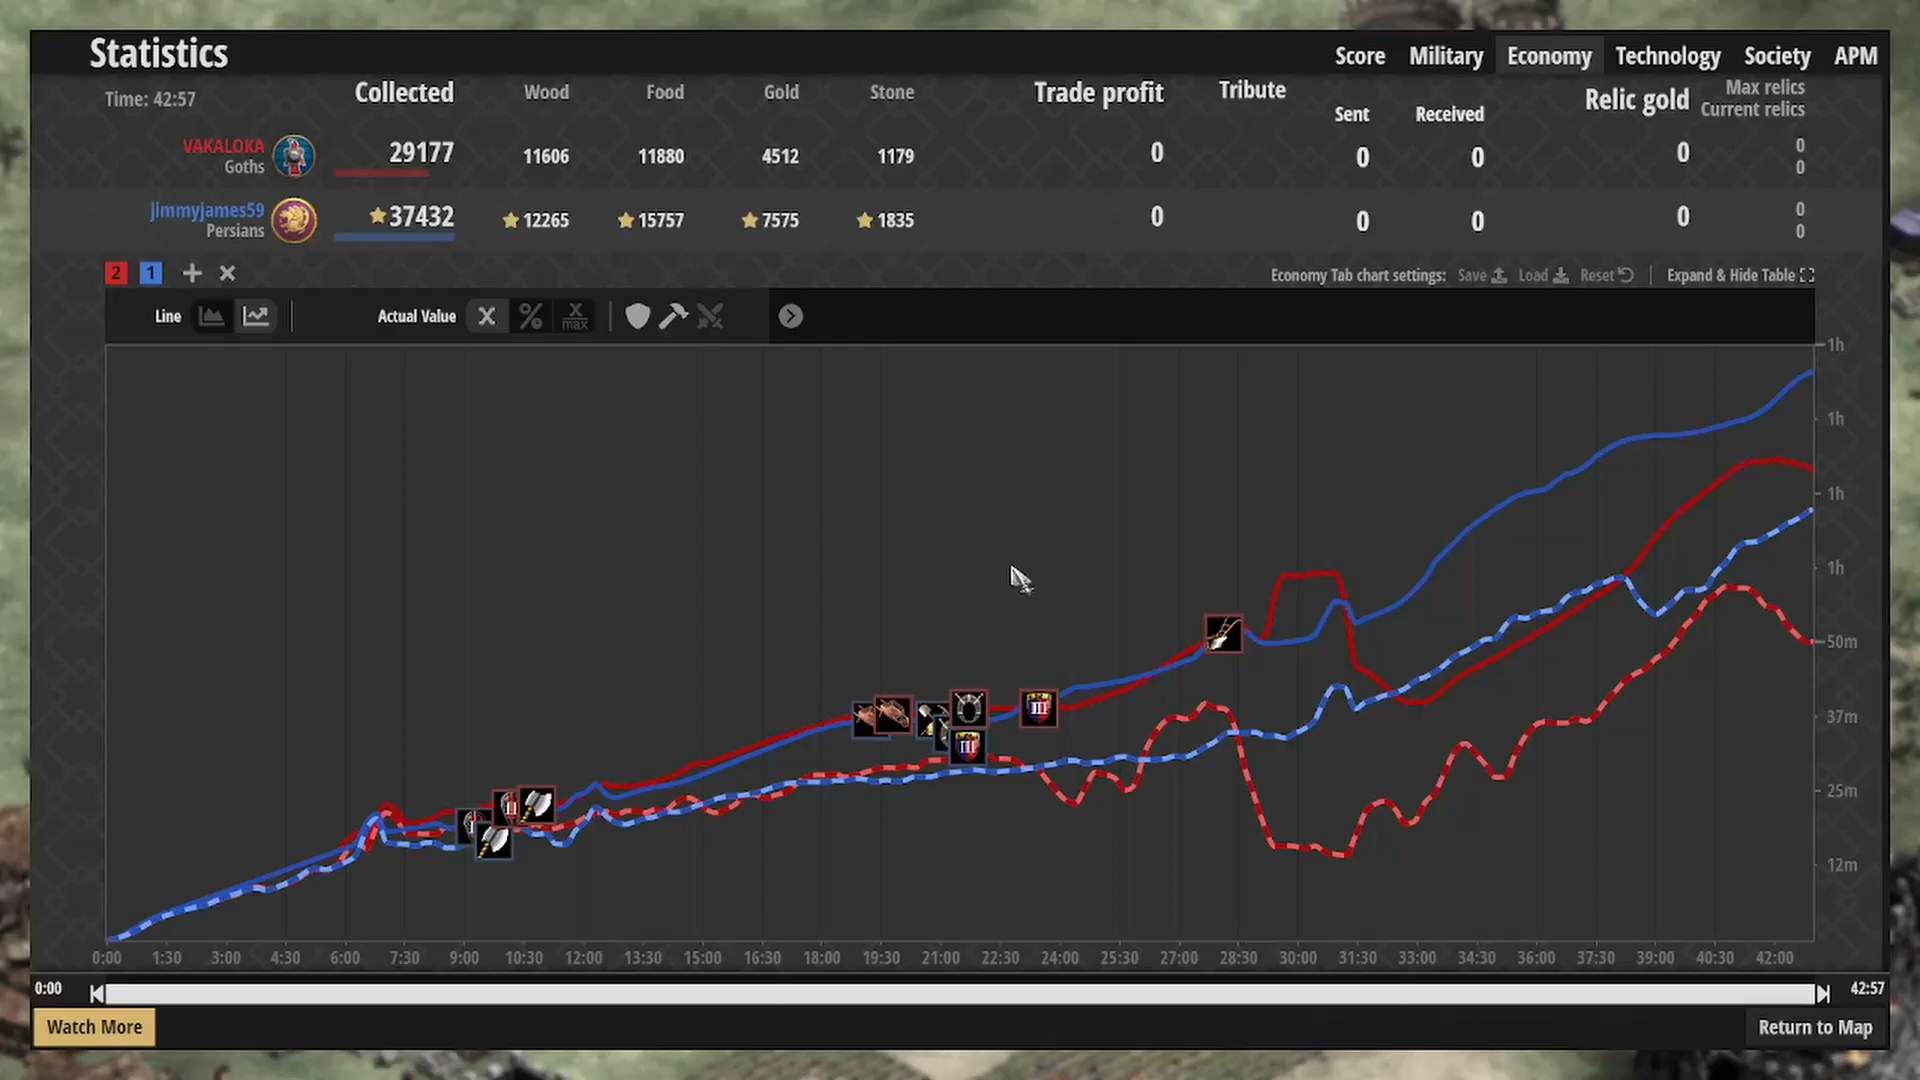 Statistics
Score Military Economy Technology Society APM
Time: 42:57
Collected Wood Food Gold Stone Trade profit Tribute Sent Received Relic gold Max relics
Current relics
VAKALOKA
Goths
29177 11606 11880 4512 1179 0 0 0 0 0
0
jimmyjames59
Persians
37432 12265 15757 7575 1835 0 0 0 0 0
0
2 1
Economy Tab chart settings: Save Load Reset Expand & Hide Table
Line Actual Value X % X
max
1h
1h
1h
1h
50m
37m
25m
12m
III
III
II
0:00 1:30 3:00 4:30 6:00 7:30 9:00 10:30 12:00 13:30 15:00 16:30 18:00 19:30 21:00 22:30 24:00 25:30 27:00 28:30 30:00 31:30 33:00 34:30 36:00 37:30 39:00 40:30 42:00
0:00 42:57
Watch More Return to Map